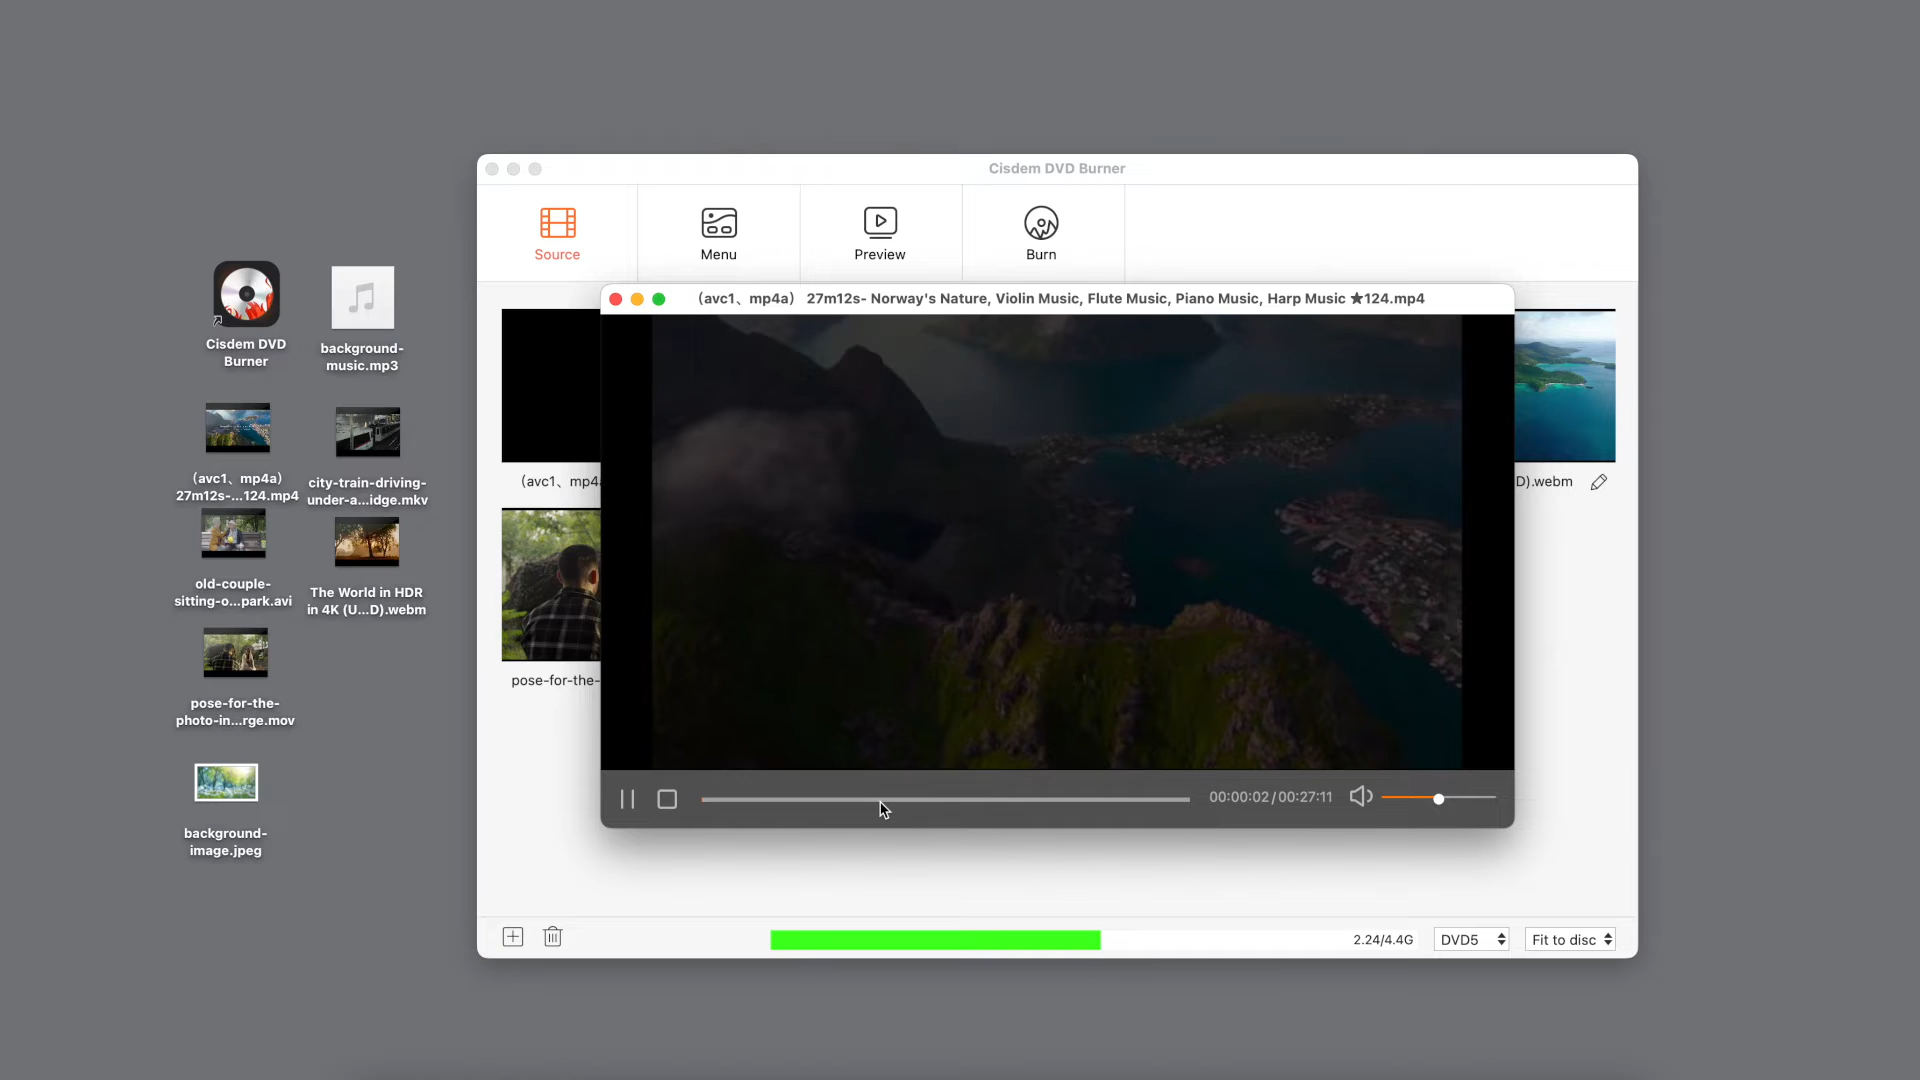 Cisdem DVD Burner
Source
Menu
Preview
Burn
Cisdem DVD
Burner
background-
music.mp3
(avc1、mp4a)
27m12s-...124.mp4
city-train-driving-
under-a...idge.mkv
old-couple-
sitting-o...park.avi
The World in HDR
in 4K (U...D).webm
pose-for-the-
photo-in...rge.mov
background-
image.jpeg
(avc1、mp4a) 27m12s- Norway's Nature, Violin Music, Flute Music, Piano Music, Harp Music ★124.mp4
(avc1、mp4a
D).webm
pose-for-the-
00:00:02/00:27:11
2.24/4.4G
DVD5
Fit to disc